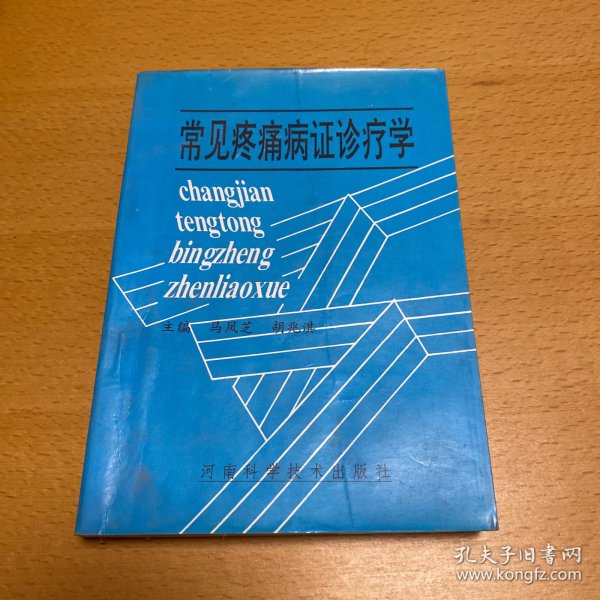 常见疼痛病证诊疗学
changjian
tengtong
bingzheng
zhenliaoxue
主编 马凤芝 胡兆淇
河南科学技术出版社
孔夫子旧书网
www.kongfz.com